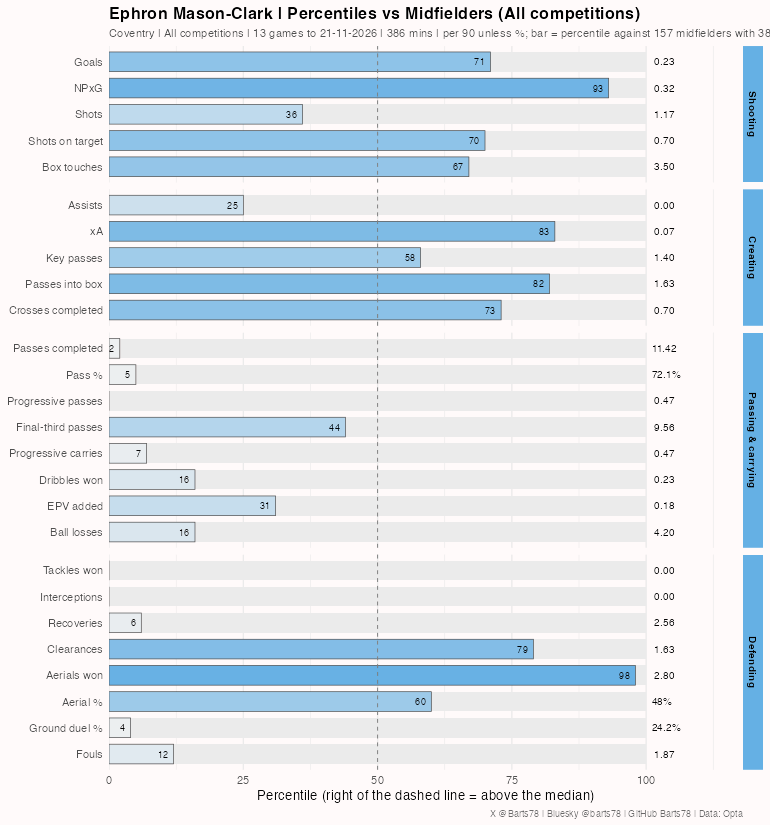 Ephron Mason-Clark | Percentiles vs Midfielders (All competitions)
Coventry | All competitions | 13 games to 21-11-2026 | 386 mins | per 90 unless %; bar = percentile against 157 midfielders with 38
Goals 71 0.23
NPxG 93 0.32
Shots 36 1.17
Shots on target 70 0.70
Box touches 67 3.50
Shooting
Assists 25 0.00
xA 83 0.07
Key passes 58 1.40
Passes into box 82 1.63
Crosses completed 73 0.70
Creating
Passes completed 2 11.42
Pass % 5 72.1%
Progressive passes 0.47
Final-third passes 44 9.56
Progressive carries 7 0.47
Dribbles won 16 0.23
EPV added 31 0.18
Ball losses 16 4.20
Passing & carrying
Tackles won 0.00
Interceptions 0.00
Recoveries 6 2.56
Clearances 79 1.63
Aerials won 98 2.80
Aerial % 60 48%
Ground duel % 4 24.2%
Fouls 12 1.87
Defending
0 25 50 75 100
Percentile (right of the dashed line = above the median)
X @Barts78 | Bluesky @barts78 | GitHub Barts78 | Data: Opta